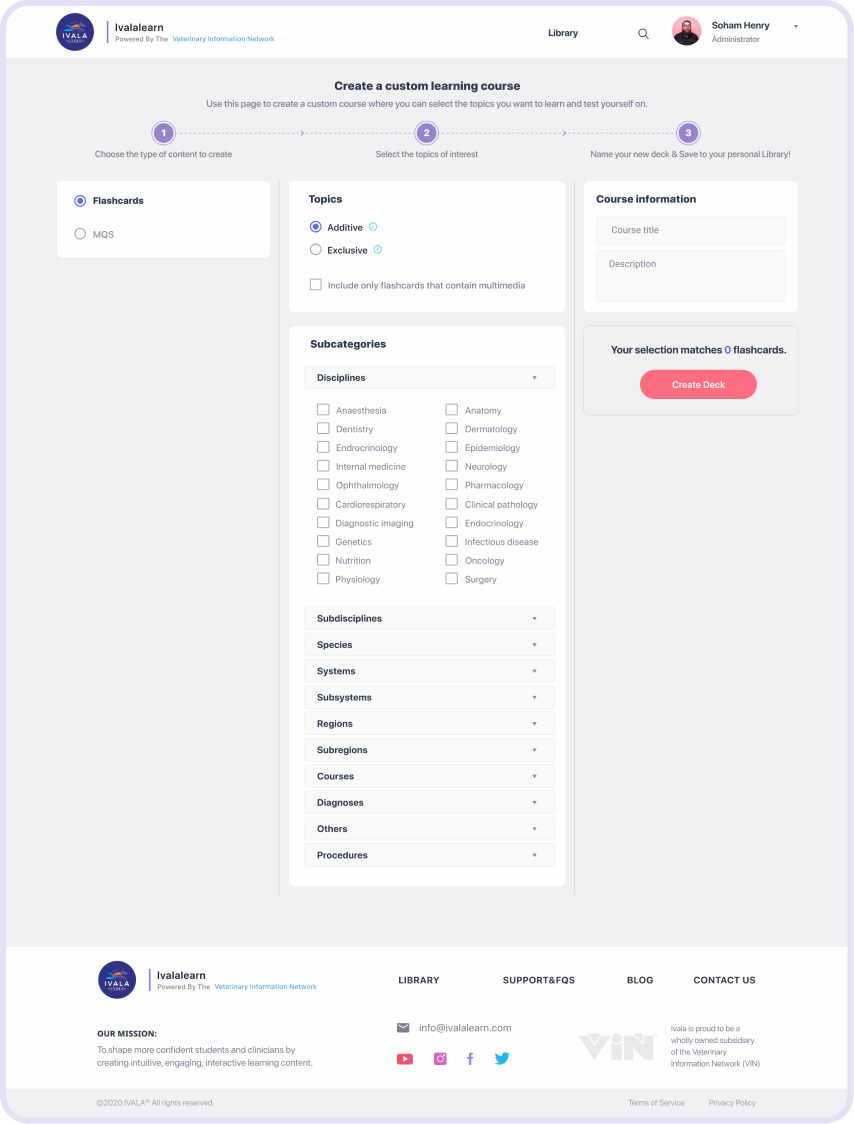 IVALA
Ivalalearn
Powered By The Veterinary Information Network
Library
Soham Henry
Administrator
Create a custom learning course
Use this page to create a custom course where you can select the topics you want to learn and test yourself on.
1
2
3
Choose the type of content to create
Select the topics of interest
Name your new deck & Save to your personal Library!
Flashcards
MQS
Topics
Additive
Exclusive
Include only flashcards that contain multimedia
Subcategories
Disciplines
Anaesthesia
Anatomy
Dentistry
Dermatology
Endrocrinology
Epidemiology
Internal medicine
Neurology
Ophthalmology
Pharmacology
Cardiorespiratory
Clinical pathology
Diagnostic imaging
Endocrinology
Genetics
Infectious disease
Nutrition
Oncology
Physiology
Surgery
Subdisciplines
Species
Systems
Subsystems
Regions
Subregions
Courses
Diagnoses
Others
Procedures
Course information
Course title
Description
Your selection matches 0 flashcards.
Create Deck
IVALA
Ivalalearn
Powered By The Veterinary Information Network
LIBRARY
SUPPORT&FQS
BLOG
CONTACT US
OUR MISSION:
To shape more confident students and clinicians by
creating intuitive, engaging, interactive learning content.
info@ivalalearn.com
ViN
Ivala is proud to be a
wholly owned subsidiary
of the Veterinary
Information Network (VIN)
©2020 IVALA® All rights reserved.
Terms of Service
Privacy Policy